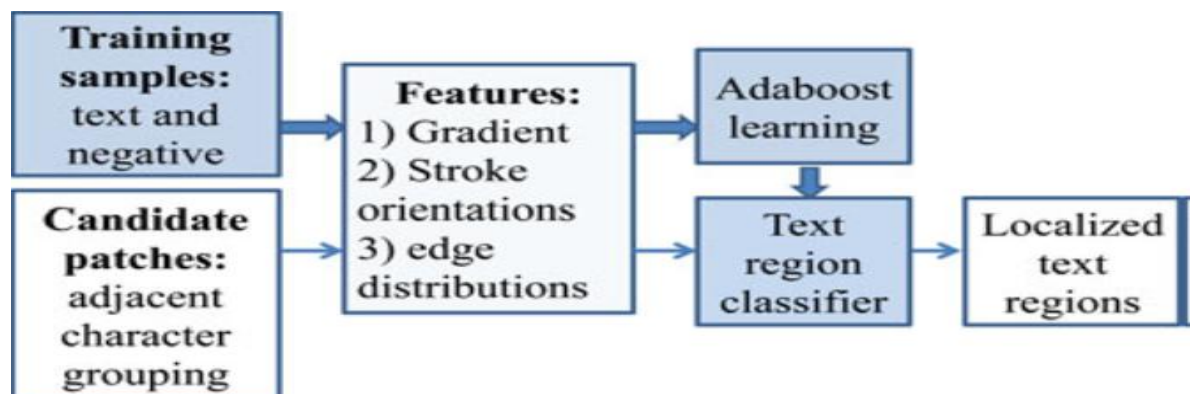 Training
samples:
text and
negative
Candidate
patches:
adjacent
character
grouping
Features:
1) Gradient
2) Stroke
orientations
3) edge
distributions
Adaboost
learning
Text
region
classifier
Localized
text
regions